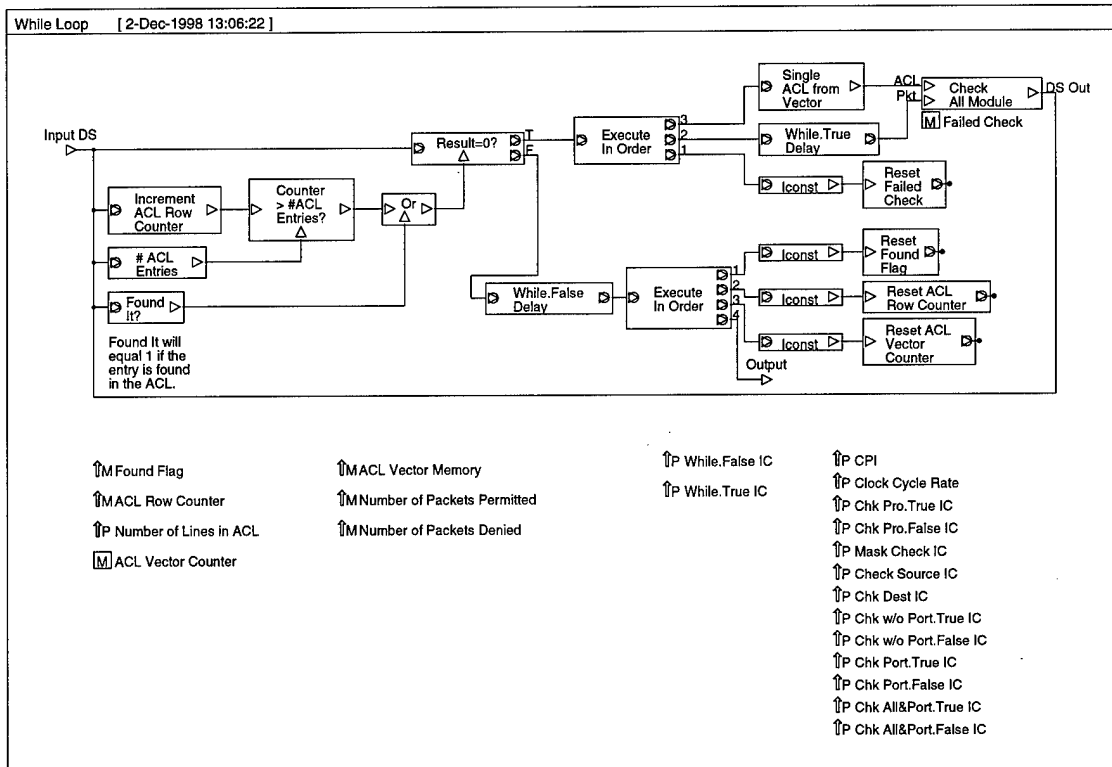 While Loop [ 2-Dec-1998 13:06:22 ]
Input DS
Increment
ACL Row
Counter
# ACL
Entries
Found
It?
Found It will
equal 1 if the
entry is found
in the ACL.
Counter
> #ACL
Entries?
Or
Result=0?
T
F
Execute
In Order
3
2
1
Single
ACL from
Vector
While.True
Delay
Iconst
Reset
Failed
Check
ACL
Pkt
Check
All Module
DS Out
M Failed Check
While.False
Delay
Execute
In Order
1
2
3
4
Iconst
Reset
Found
Flag
Iconst
Reset ACL
Row Counter
Iconst
Reset ACL
Vector
Counter
Output
⇑M Found Flag
⇑M ACL Row Counter
⇑P Number of Lines in ACL
M ACL Vector Counter
⇑M ACL Vector Memory
⇑M Number of Packets Permitted
⇑M Number of Packets Denied
⇑P While.False IC
⇑P While.True IC
⇑P CPI
⇑P Clock Cycle Rate
⇑P Chk Pro.True IC
⇑P Chk Pro.False IC
⇑P Mask Check IC
⇑P Check Source IC
⇑P Chk Dest IC
⇑P Chk w/o Port.True IC
⇑P Chk w/o Port.False IC
⇑P Chk Port.True IC
⇑P Chk Port.False IC
⇑P Chk All&Port.True IC
⇑P Chk All&Port.False IC